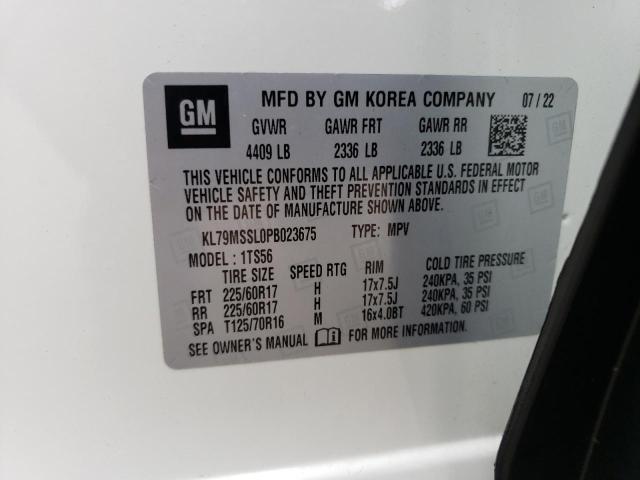 GM MFD BY GM KOREA COMPANY 07 / 22
GVWR GAWR FRT GAWR RR
4409 LB 2336 LB 2336 LB
THIS VEHICLE CONFORMS TO ALL APPLICABLE U.S. FEDERAL MOTOR
VEHICLE SAFETY AND THEFT PREVENTION STANDARDS IN EFFECT
ON THE DATE OF MANUFACTURE SHOWN ABOVE.
KL79MSSL0PB023675 TYPE: MPV
MODEL : 1TS56
TIRE SIZE SPEED RTG RIM COLD TIRE PRESSURE
FRT 225/60R17 H 17x7.5J 240KPA, 35 PSI
RR 225/60R17 H 17x7.5J 240KPA, 35 PSI
SPA T125/70R16 M 16x4.0BT 420KPA, 60 PSI
SEE OWNER'S MANUAL FOR MORE INFORMATION.